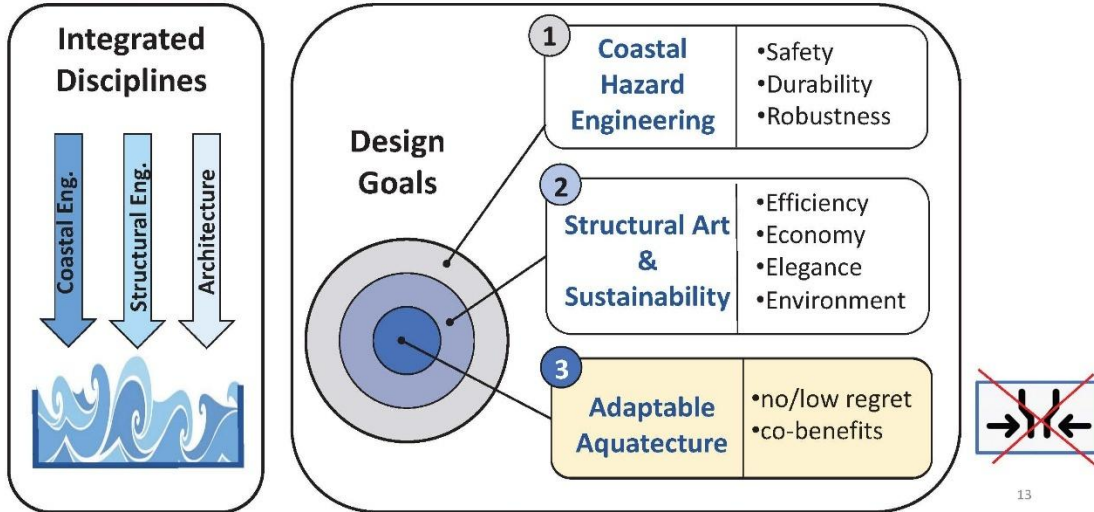 Integrated
Disciplines
Coastal Eng.
Structural Eng.
Architecture
Design
Goals
1
Coastal
Hazard
Engineering
•Safety
•Durability
•Robustness
2
Structural Art
&
Sustainability
•Efficiency
•Economy
•Elegance
•Environment
3
Adaptable
Aquatecture
•no/low regret
•co-benefits
13